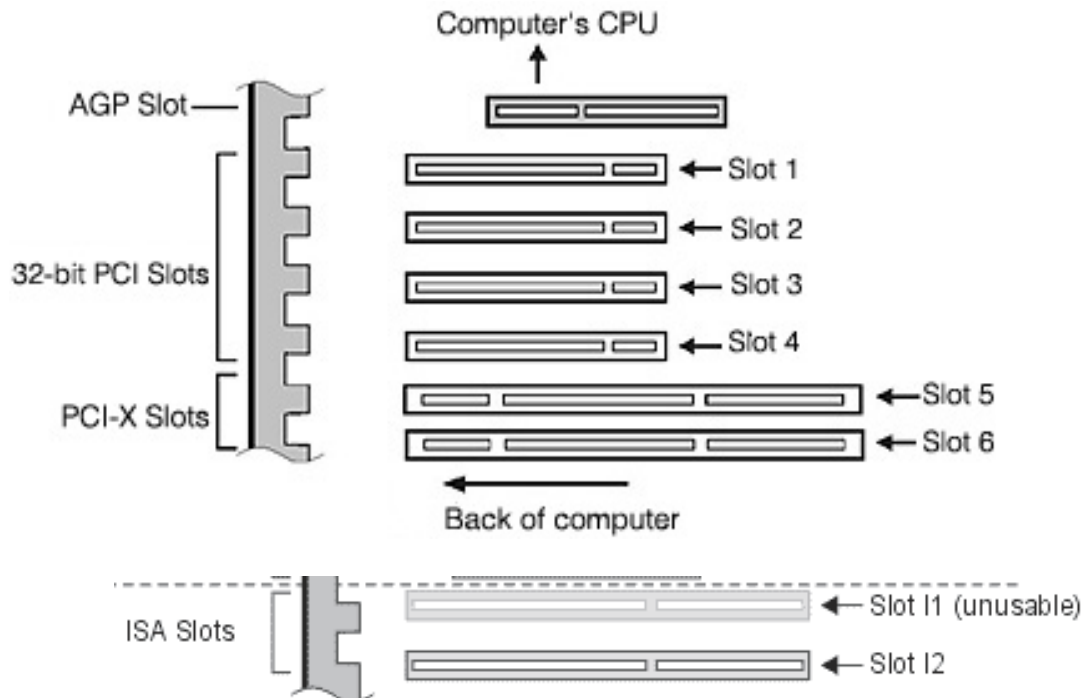 Computer's CPU
AGP Slot
Slot 1
Slot 2
32-bit PCI Slots
Slot 3
Slot 4
PCI-X Slots
Slot 5
Slot 6
Back of computer
Slot I1 (unusable)
ISA Slots
Slot I2